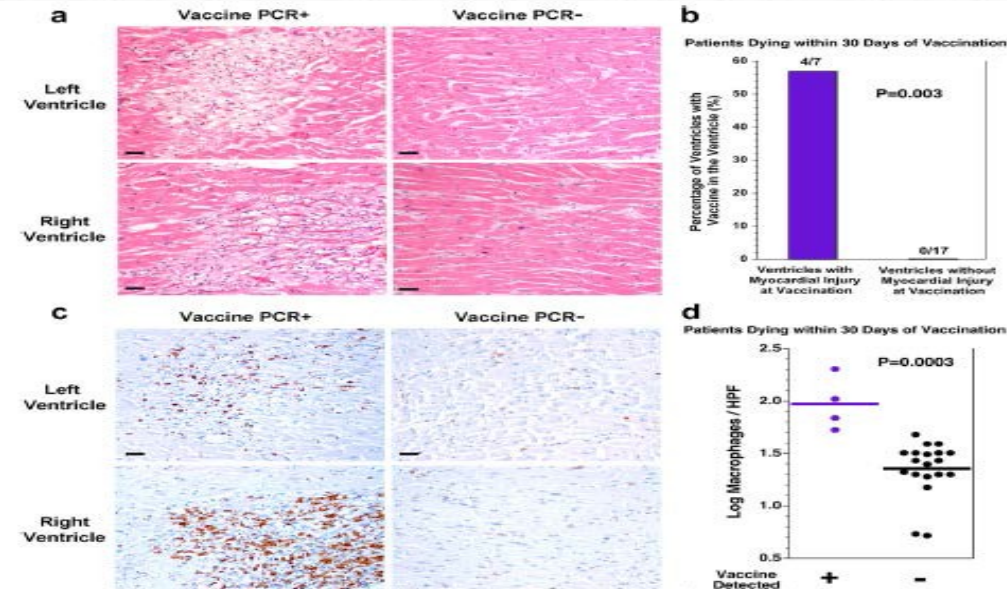 a
Vaccine PCR+
Vaccine PCR−
Left
Ventricle
Right
Ventricle
b
Patients Dying within 30 Days of Vaccination
Percentage of Ventricles with
Vaccine in the Ventricle (%)
60
50
40
30
20
10
0
4/7
P=0.003
0/17
Ventricles with
Myocardial Injury
at Vaccination
Ventricles without
Myocardial Injury
at Vaccination
c
Vaccine PCR+
Vaccine PCR−
Left
Ventricle
Right
Ventricle
d
Patients Dying within 30 Days of Vaccination
Log Macrophages / HPF
2.5
2.0
1.5
1.0
0.5
P=0.0003
Vaccine
Detected
+
-